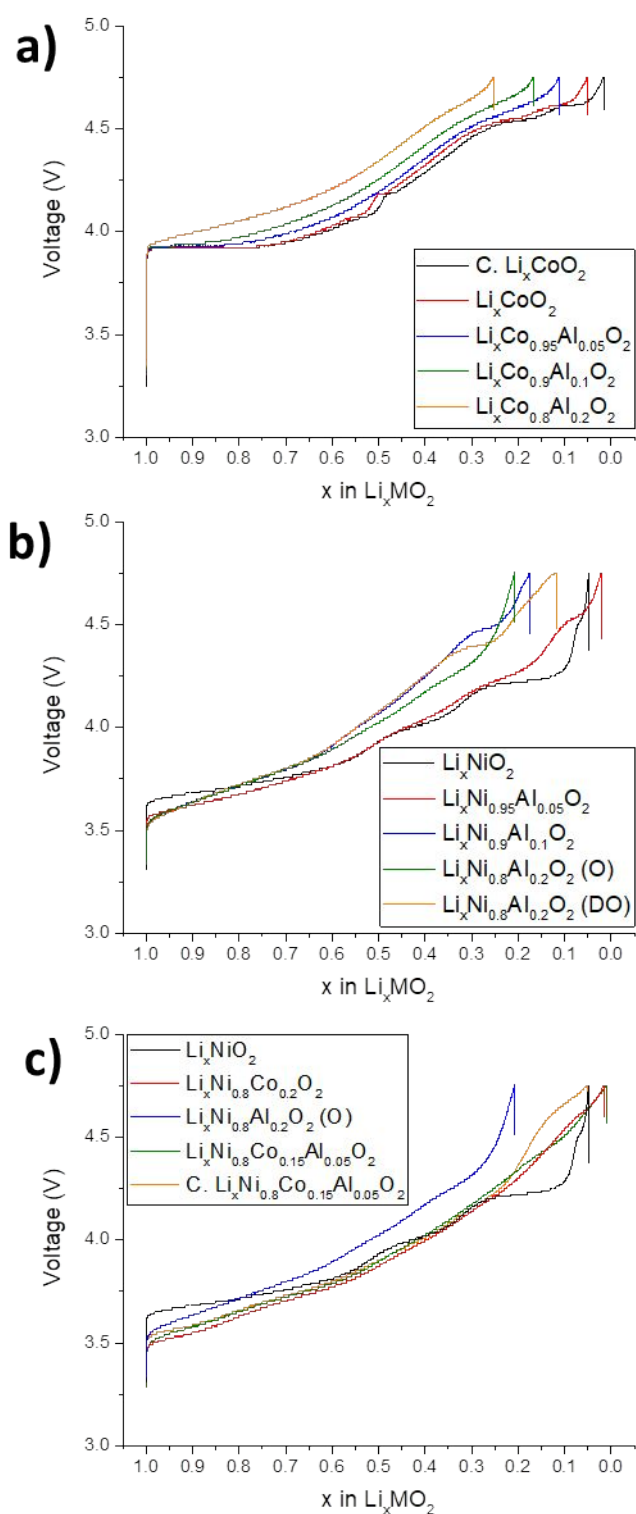 a)
5.0
4.5
4.0
3.5
3.0
Voltage (V)
C. LiₓCoO₂
LiₓCoO₂
LiₓCo₀.₉₅Al₀.₀₅O₂
LiₓCo₀.₉Al₀.₁O₂
LiₓCo₀.₈Al₀.₂O₂
1.0 0.9 0.8 0.7 0.6 0.5 0.4 0.3 0.2 0.1 0.0
x in LiₓMO₂
b)
5.0
4.5
4.0
3.5
3.0
Voltage (V)
LiₓNiO₂
LiₓNi₀.₉₅Al₀.₀₅O₂
LiₓNi₀.₉Al₀.₁O₂
LiₓNi₀.₈Al₀.₂O₂ (O)
LiₓNi₀.₈Al₀.₂O₂ (DO)
1.0 0.9 0.8 0.7 0.6 0.5 0.4 0.3 0.2 0.1 0.0
x in LiₓMO₂
c)
5.0
4.5
4.0
3.5
3.0
Voltage (V)
LiₓNiO₂
LiₓNi₀.₈Co₀.₂O₂
LiₓNi₀.₈Al₀.₂O₂ (O)
LiₓNi₀.₈Co₀.₁₅Al₀.₀₅O₂
C. LiₓNi₀.₈Co₀.₁₅Al₀.₀₅O₂
1.0 0.9 0.8 0.7 0.6 0.5 0.4 0.3 0.2 0.1 0.0
x in LiₓMO₂